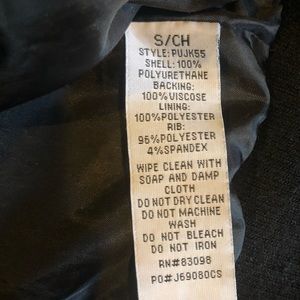 S/CH
STYLE: PUJK55
SHELL: 100%
POLYURETHANE
BACKING:
100% VISCOSE
LINING:
100% POLYESTER
RIB:
96% POLYESTER
4% SPANDEX
WIPE CLEAN WITH
SOAP AND DAMP
CLOTH
DO NOT DRY CLEAN
DO NOT MACHINE
WASH
DO NOT BLEACH
DO NOT IRON
RN#83098
PO#J69080CS